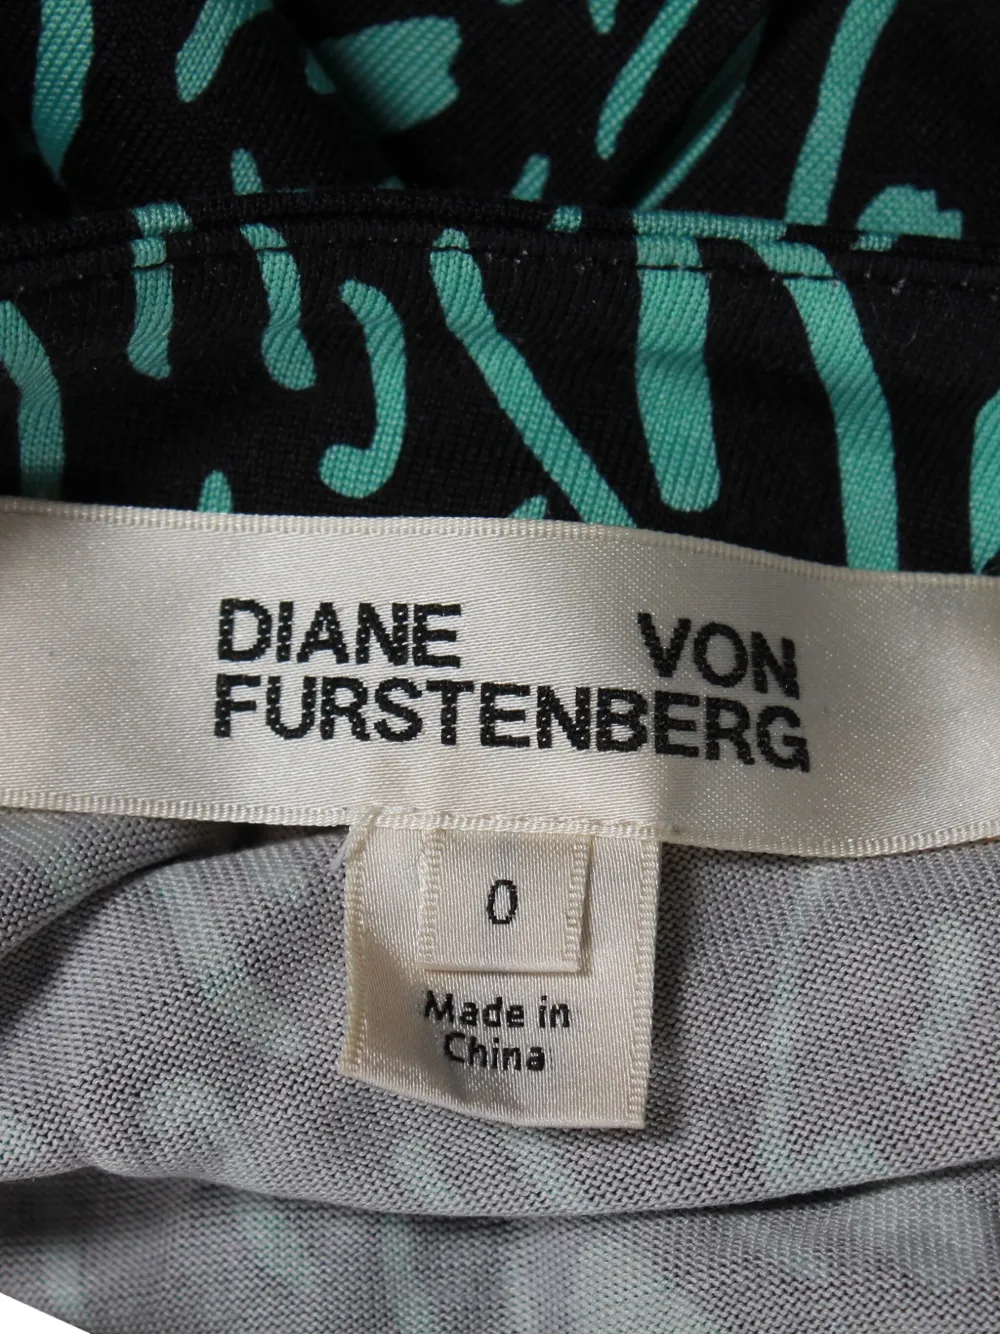 DIANE VON
FURSTENBERG
0
Made in
China